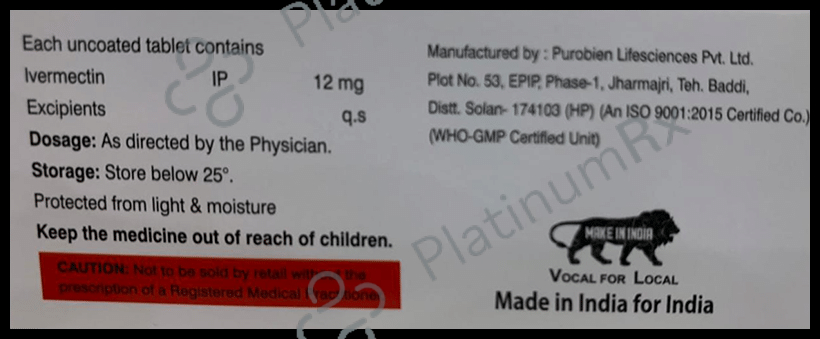 Each uncoated tablet contains
Ivermectin IP 12 mg
Excipients q.s
Dosage: As directed by the Physician.
Storage: Store below 25°.
Protected from light & moisture
Keep the medicine out of reach of children.
CAUTION: Not to be sold by retail without the
prescription of a Registered Medical Practitioner
Manufactured by : Purobien Lifesciences Pvt. Ltd.
Plot No. 53, EPIP, Phase-1, Jharmajri, Teh. Baddi,
Distt. Solan- 174103 (HP) (An ISO 9001:2015 Certified Co.)
(WHO-GMP Certified Unit)
MAKE IN INDIA
VOCAL FOR LOCAL
Made in India for India
PlatinumRx